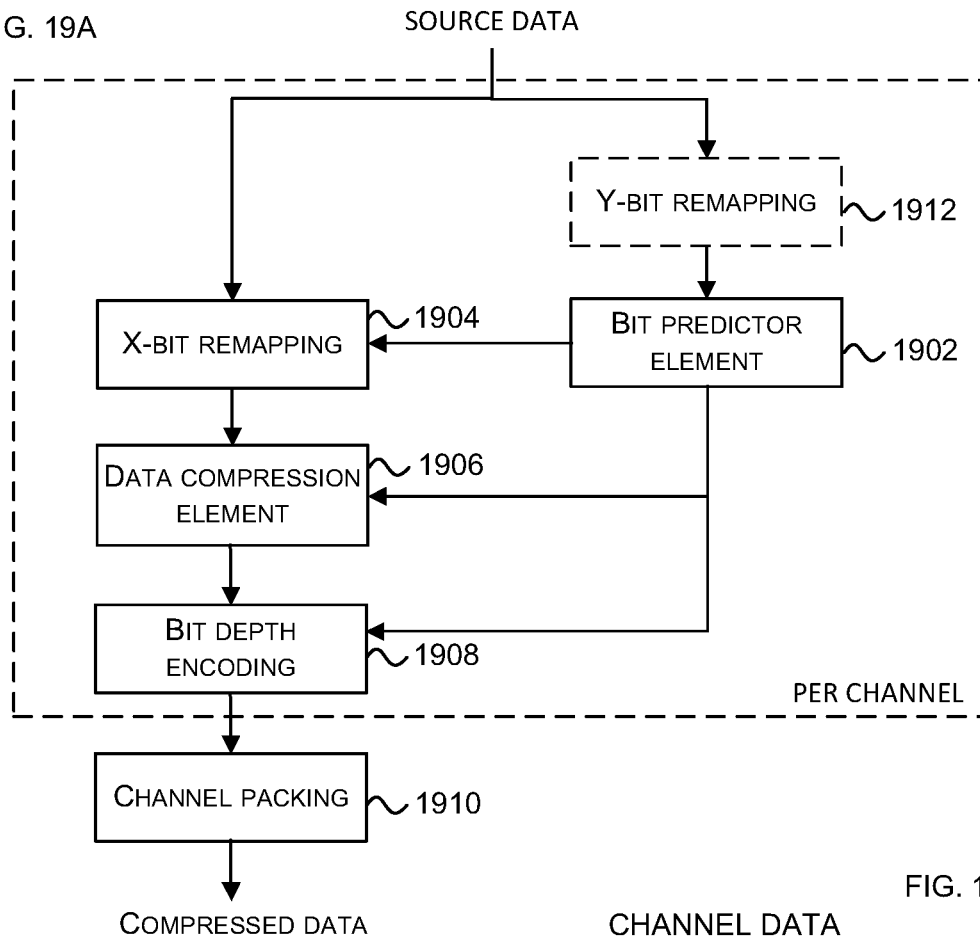 G. 19A
SOURCE DATA
Y-BIT REMAPPING
1912
X-BIT REMAPPING
1904
BIT PREDICTOR
ELEMENT
1902
DATA COMPRESSION
ELEMENT
1906
BIT DEPTH
ENCODING
1908
PER CHANNEL
CHANNEL PACKING
1910
FIG. 1
COMPRESSED DATA
CHANNEL DATA